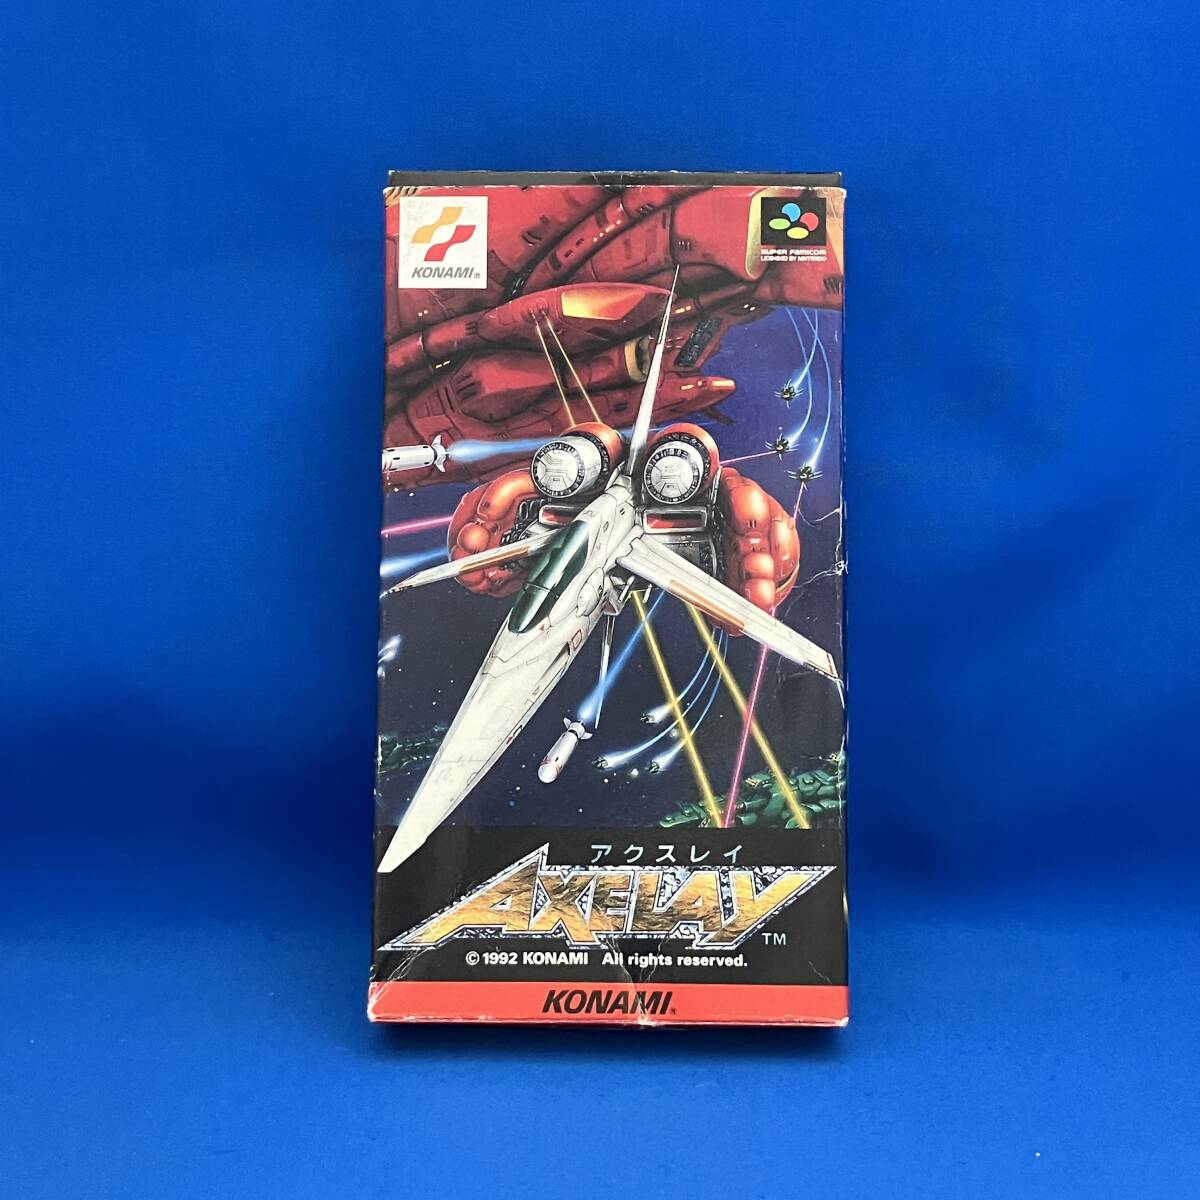 KONAMI®
SUPER FAMICOM
LICENSED BY NINTENDO
アクスレイ
AXELAY
TM
© 1992 KONAMI All rights reserved.
KONAMI®